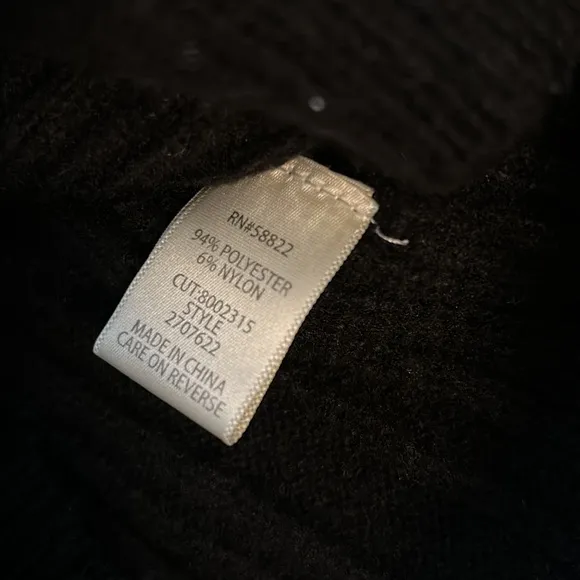 RN#58822
94% POLYESTER
6% NYLON
CUT:8002315
STYLE
2707622
MADE IN CHINA
CARE ON REVERSE